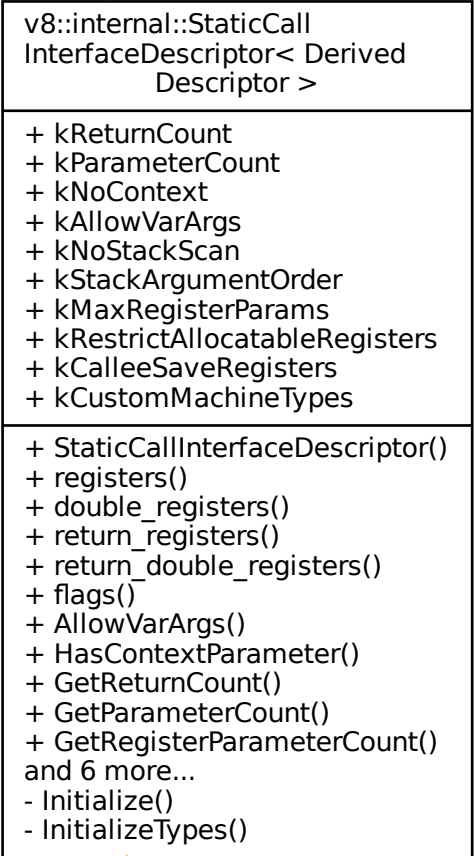 v8::internal::StaticCall
InterfaceDescriptor< Derived
Descriptor >
+ kReturnCount
+ kParameterCount
+ kNoContext
+ kAllowVarArgs
+ kNoStackScan
+ kStackArgumentOrder
+ kMaxRegisterParams
+ kRestrictAllocatableRegisters
+ kCalleeSaveRegisters
+ kCustomMachineTypes
+ StaticCallInterfaceDescriptor()
+ registers()
+ double_registers()
+ return_registers()
+ return_double_registers()
+ flags()
+ AllowVarArgs()
+ HasContextParameter()
+ GetReturnCount()
+ GetParameterCount()
+ GetRegisterParameterCount()
and 6 more...
- Initialize()
- InitializeTypes()